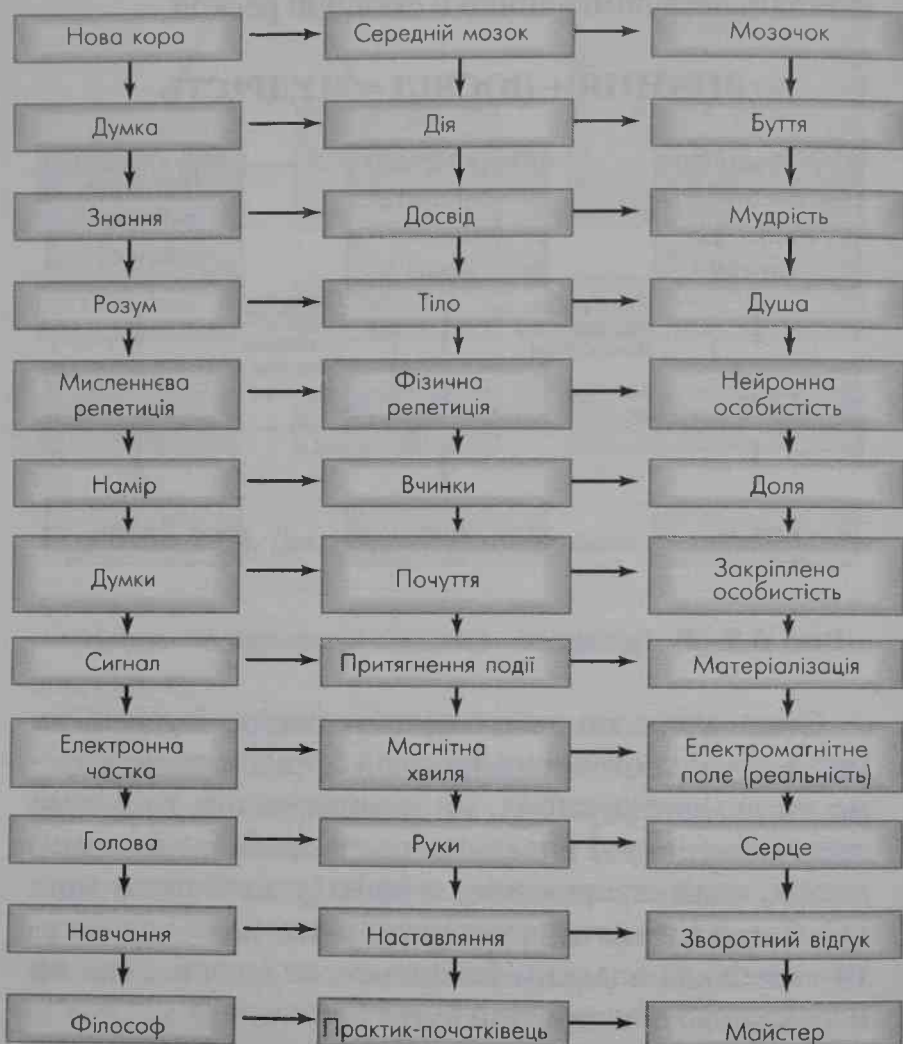 Нова кора
Середній мозок
Мозочок
Думка
Дія
Буття
Знання
Досвід
Мудрість
Розум
Тіло
Душа
Мисленнєва
репетиція
Фізична
репетиція
Нейронна
особистість
Намір
Вчинки
Доля
Думки
Почуття
Закріплена
особистість
Сигнал
Притягнення події
Матеріалізація
Електронна
частка
Магнітна
хвиля
Електромагнітне
поле (реальність)
Голова
Руки
Серце
Навчання
Наставляння
Зворотний відгук
Філософ
Практик-початківець
Майстер